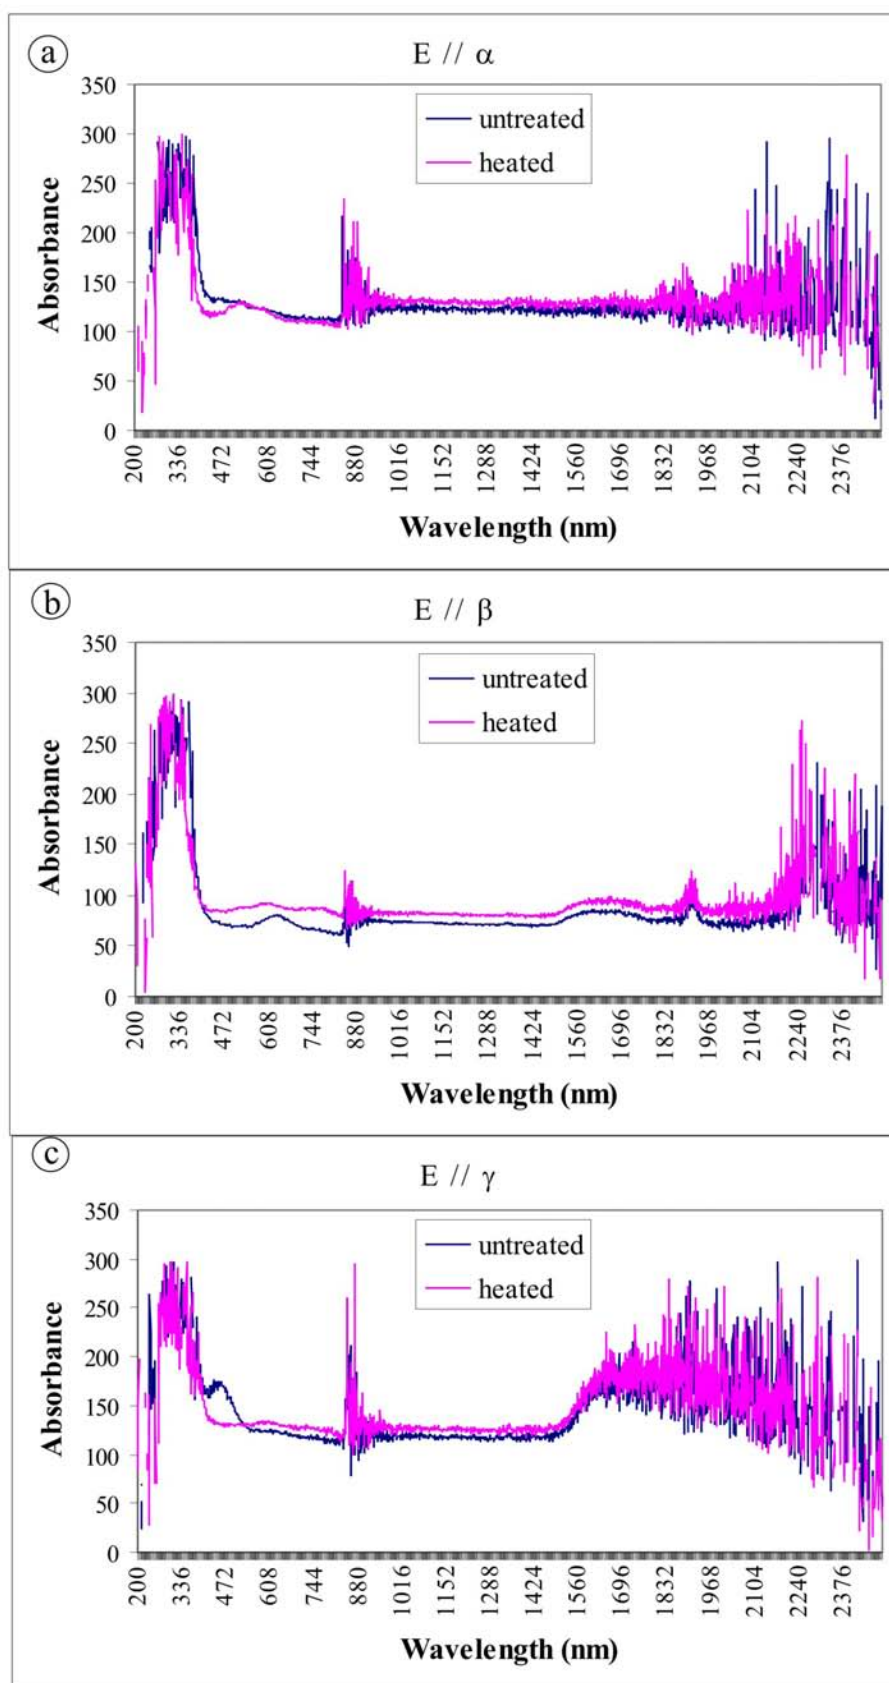 a
E // α
350
300
250
200
150
100
50
0
Absorbance
untreated
heated
200 336 472 608 744 880 1016 1152 1288 1424 1560 1696 1832 1968 2104 2240 2376
Wavelength (nm)
b
E // β
350
300
250
200
150
100
50
0
Absorbance
untreated
heated
200 336 472 608 744 880 1016 1152 1288 1424 1560 1696 1832 1968 2104 2240 2376
Wavelength (nm)
c
E // γ
350
300
250
200
150
100
50
0
Absorbance
untreated
heated
200 336 472 608 744 880 1016 1152 1288 1424 1560 1696 1832 1968 2104 2240 2376
Wavelength (nm)